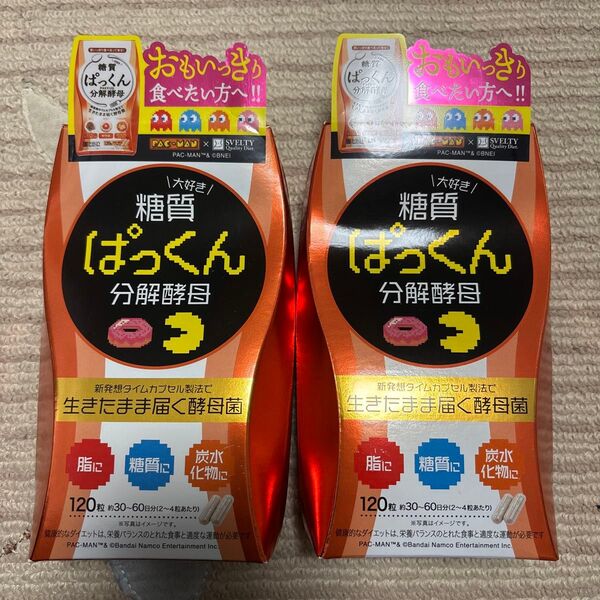 糖質
ぱっくん
分解酵母
おもいっきり
食べたい方へ!!
PAC-MAN × SVELTY
Quality Diet
PAC-MAN™& ©BNEI
大好き
糖質
ぱっくん
分解酵母
新発想タイムカプセル製法で
生きたまま届く酵母菌
脂に
糖質に
炭水
化物に
120粒 約30~60日分(2~4粒あたり)
※写真はイメージです。
健康的なダイエットは、栄養バランスのとれた食事と適度な運動が必要です
PAC-MAN™& ©Bandai Namco Entertainment Inc.
糖質
ぱっくん
分解酵母
おもいっきり
食べたい方へ!!
PAC-MAN × SVELTY
Quality Diet
PAC-MAN™& ©BNEI
大好き
糖質
ぱっくん
分解酵母
新発想タイムカプセル製法で
生きたまま届く酵母菌
脂に
糖質に
炭水
化物に
120粒 約30~60日分(2~4粒あたり)
※写真はイメージです。
健康的なダイエットは、栄養バランスのとれた食事と適度な運動が必要です
PAC-MAN™& ©Bandai Namco Entertainment Inc.